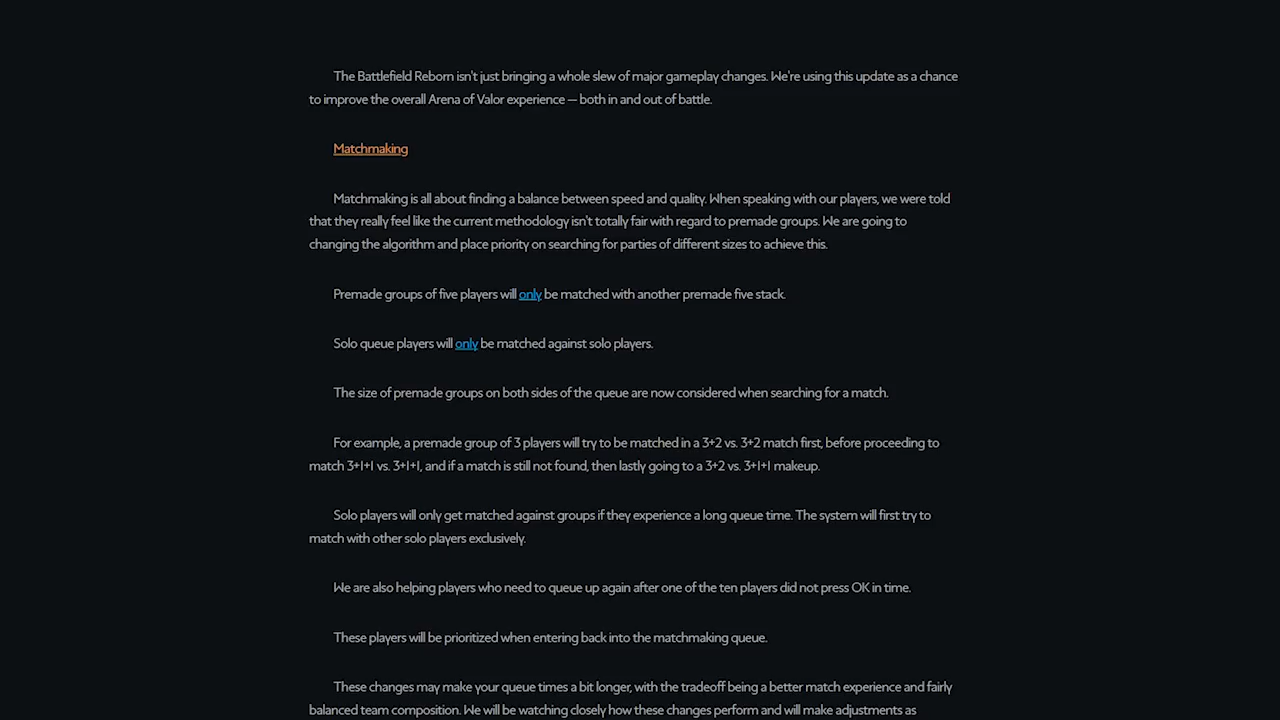 The Battlefield Reborn isn't just bringing a whole slew of major gameplay changes. We're using this update as a chance
to improve the overall Arena of Valor experience — both in and out of battle.
Matchmaking
Matchmaking is all about finding a balance between speed and quality. When speaking with our players, we were told
that they really feel like the current methodology isn't totally fair with regard to premade groups. We are going to
changing the algorithm and place priority on searching for parties of different sizes to achieve this.
Premade groups of five players will only be matched with another premade five stack.
Solo queue players will only be matched against solo players.
The size of premade groups on both sides of the queue are now considered when searching for a match.
For example, a premade group of 3 players will try to be matched in a 3+2 vs. 3+2 match first, before proceeding to
match 3+1+1 vs. 3+1+1, and if a match is still not found, then lastly going to a 3+2 vs. 3+1+1 makeup.
Solo players will only get matched against groups if they experience a long queue time. The system will first try to
match with other solo players exclusively.
We are also helping players who need to queue up again after one of the ten players did not press OK in time.
These players will be prioritized when entering back into the matchmaking queue.
These changes may make your queue times a bit longer, with the tradeoff being a better match experience and fairly
balanced team composition. We will be watching closely how these changes perform and will make adjustments as